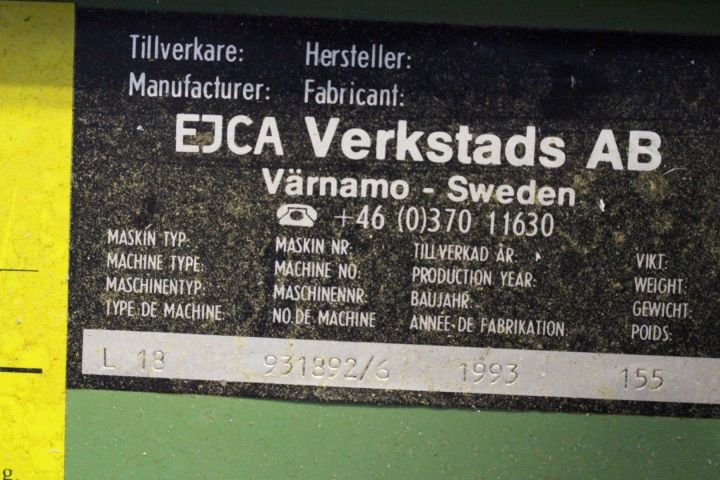 Tillverkare: Hersteller:
Manufacturer: Fabricant:
EJCA Verkstads AB
Värnamo - Sweden
☎ +46 (0)370 11630
MASKIN TYP: MASKIN NR: TILLVERKAD ÅR: VIKT:
MACHINE TYPE: MACHINE NO: PRODUCTION YEAR: WEIGHT:
MASCHINENTYP: MASCHINENNR: BAUJAHR: GEWICHT:
TYPE DE MACHINE: NO. DE MACHINE ANNÉE·DE FABRIKATION: POIDS:
L 18 931892/6 1993 155
g.